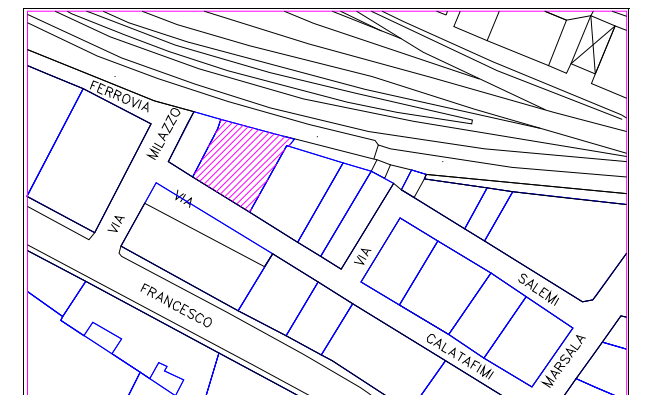 FERROVIA
MILAZZO
VIA
VIA
VIA
SALEMI
FRANCESCO
CALATAFIMI
MARSALA